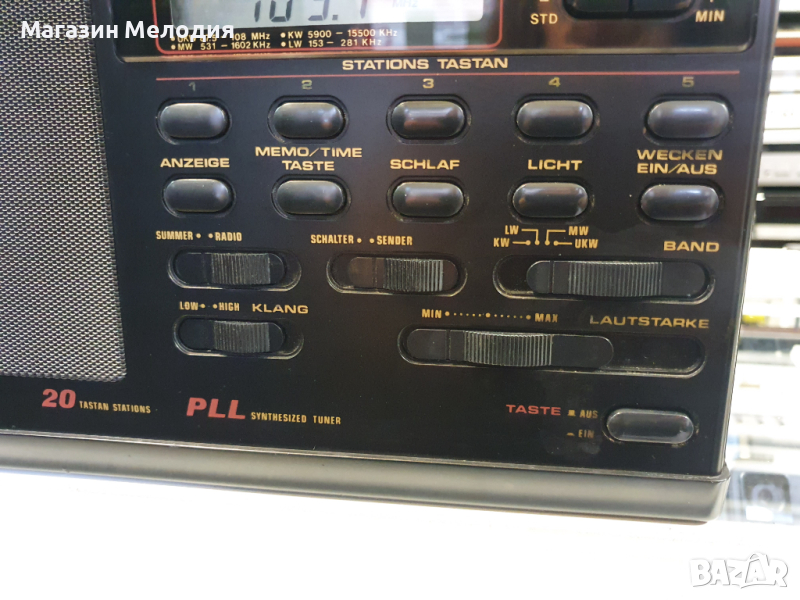 Магазин Мелодия
STD
MIN
108 MHz • KW 5900 - 15500 KHz
• MW 531 - 1602 KHz • LW 153 - 281 KHz
STATIONS TASTAN
1 2 3 4 5
ANZEIGE
MEMO/TIME
TASTE
SCHLAF
LICHT
WECKEN
EIN/AUS
SUMMER • • RADIO
SCHALTER • • SENDER
LW MW
KW UKW
BAND
LOW • • HIGH KLANG
MIN MAX LAUTSTARKE
20 TASTAN STATIONS
PLL SYNTHESIZED TUNER
TASTE AUS
EIN
BAZAR